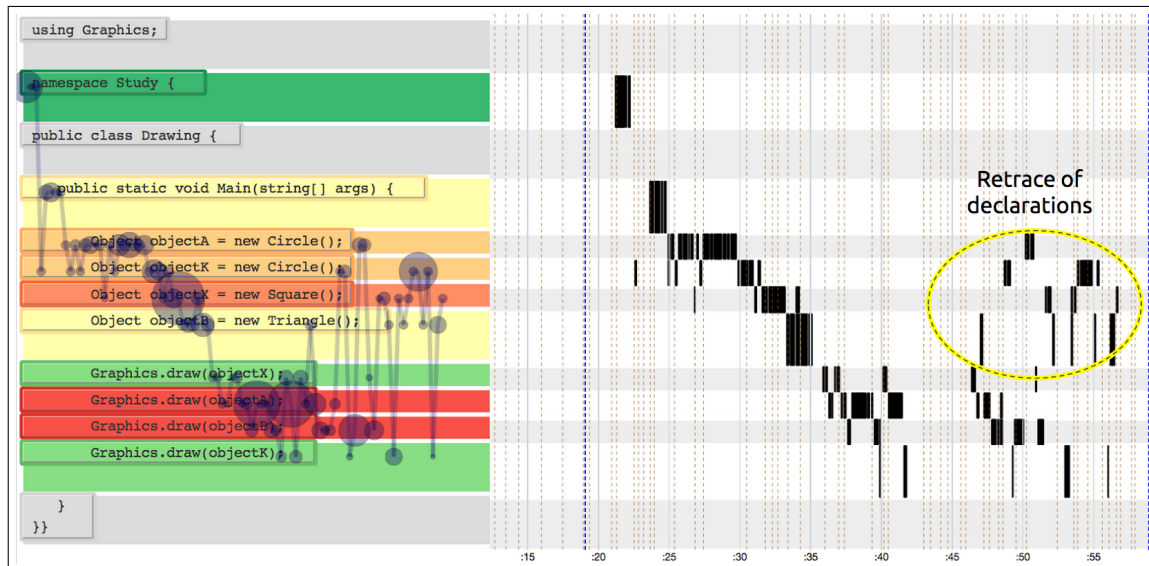 using Graphics;
namespace Study {
public class Drawing {
public static void Main(string[] args) {
Object objectA = new Circle();
Object objectK = new Circle();
Object objectX = new Square();
Object objectB = new Triangle();
Graphics.draw(objectX);
Graphics.draw(objectA);
Graphics.draw(objectB);
Graphics.draw(objectK);
}
}}
Retrace of
declarations
:15 :20 :25 :30 :35 :40 :45 :50 :55